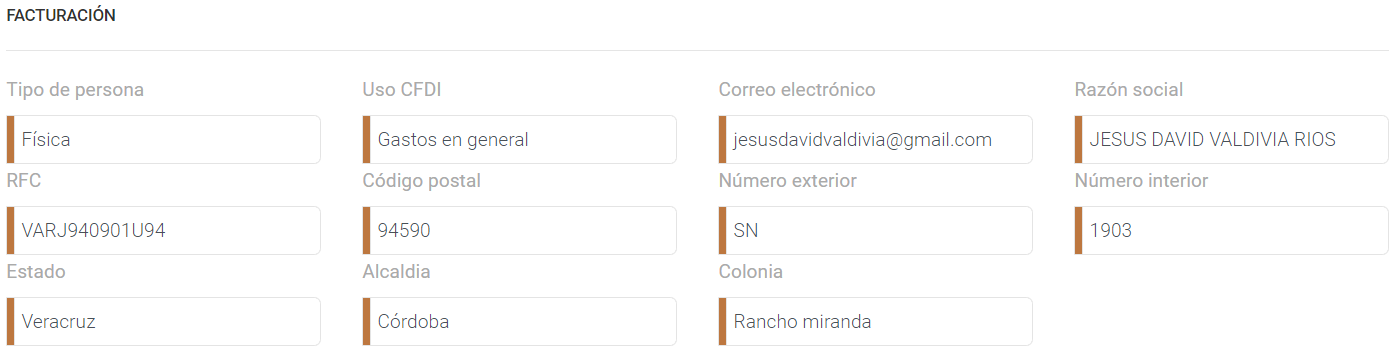 FACTURACIÓN
Tipo de persona Uso CFDI Correo electrónico Razón social
Física Gastos en general jesusdavidvaldivia@gmail.com JESUS DAVID VALDIVIA RIOS
RFC Código postal Número exterior Número interior
VARJ940901U94 94590 SN 1903
Estado Alcaldia Colonia
Veracruz Córdoba Rancho miranda